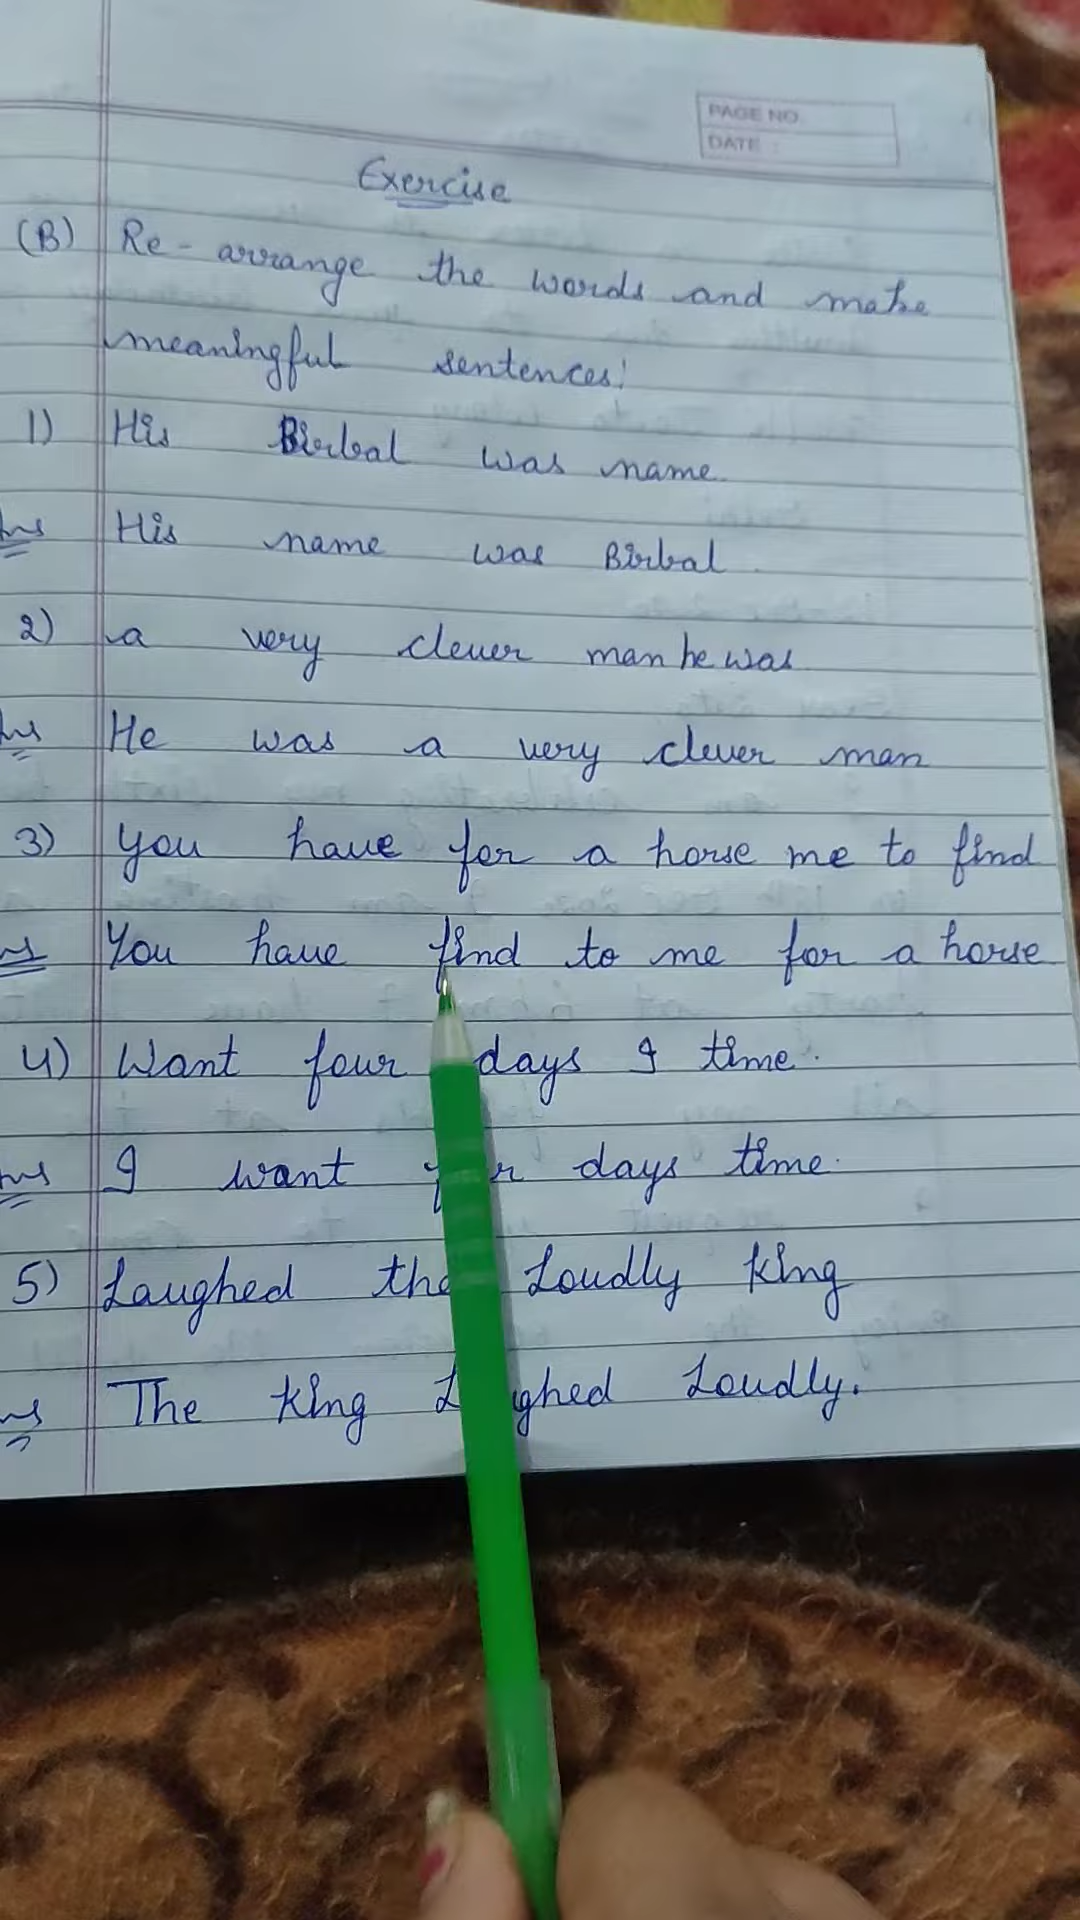 PAGE NO.
DATE :
Exercise
(B) Re-arrange the words and make
meaningful sentences:
1) His Birbal was name.
Ans His name was Birbal.
2) a very clever man he was
Ans He was a very clever man
3) You have for a horse me to find
Ans You have find to me for a horse
4) Want four days I time.
Ans I want days time.
5) Laughed the Loudly king
Ans The king Loudly.